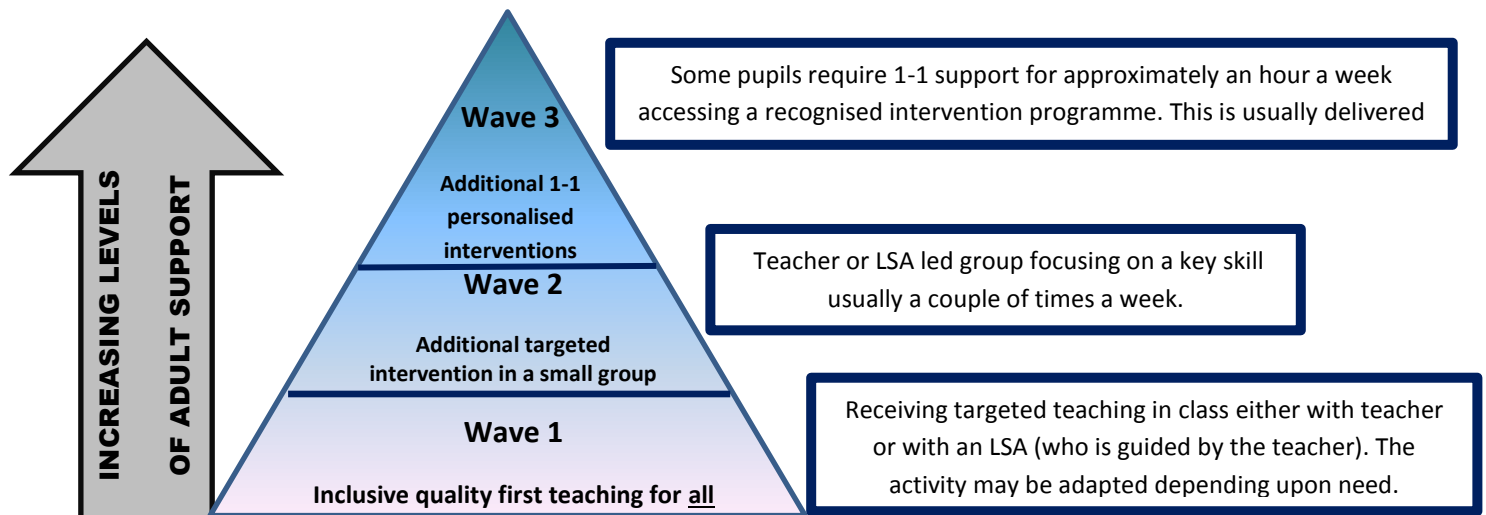 INCREASING LEVELS
OF ADULT SUPPORT
Wave 3
Additional 1-1
personalised
interventions
Some pupils require 1-1 support for approximately an hour a week
accessing a recognised intervention programme. This is usually delivered
Wave 2
Additional targeted
intervention in a small group
Teacher or LSA led group focusing on a key skill
usually a couple of times a week.
Wave 1
Inclusive quality first teaching for all
Receiving targeted teaching in class either with teacher
or with an LSA (who is guided by the teacher). The
activity may be adapted depending upon need.